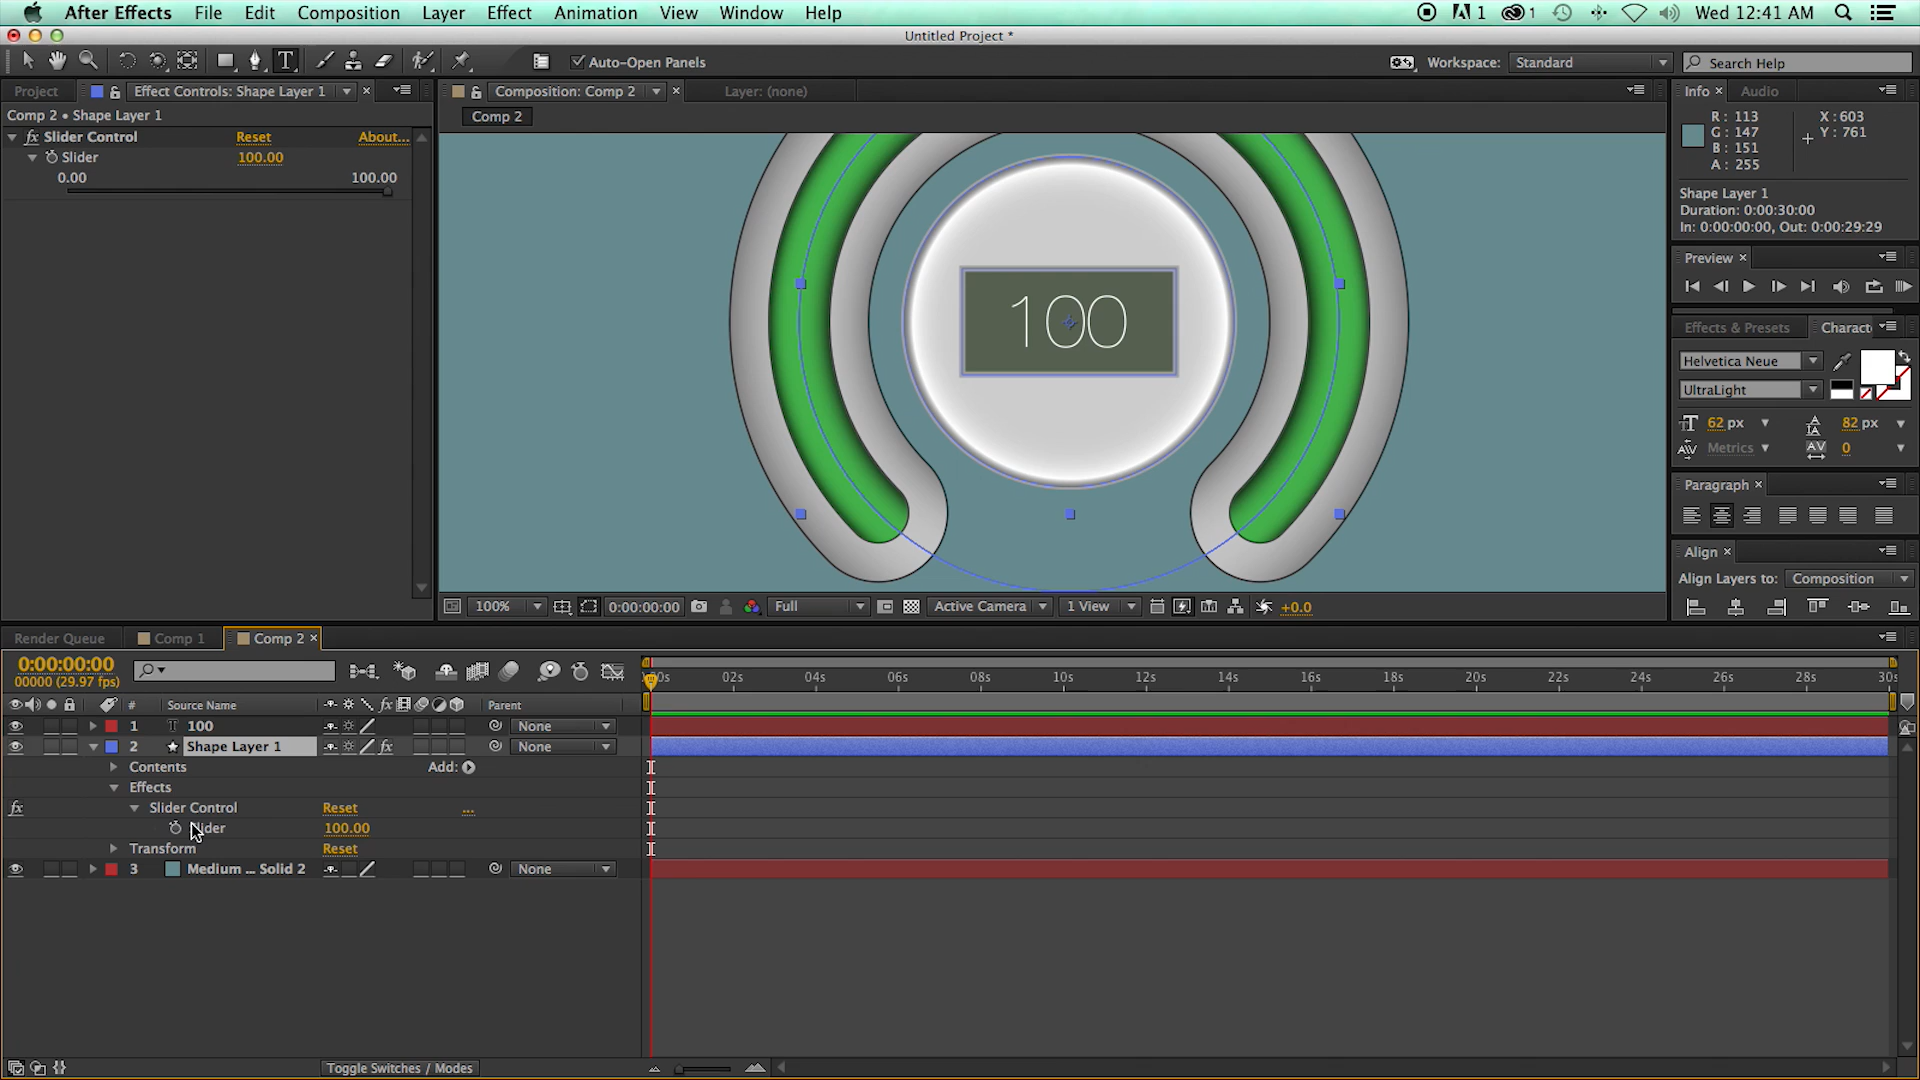 After Effects File Edit Composition Layer Effect Animation View Window Help 1 1 Wed 12:41 AM
Untitled Project *
Auto-Open Panels Workspace: Standard Search Help
Project Effect Controls: Shape Layer 1 Composition: Comp 2 Layer: (none) Info Audio
Comp 2 • Shape Layer 1 Comp 2
fx Slider Control Reset About...
Slider 100.00
0.00 100.00
R: 113 X: 603
G: 147 Y: 761
B: 151
A: 255
Shape Layer 1
Duration: 0:00:30:00
In: 0:00:00:00, Out: 0:00:29:29
Preview
Effects & Presets Charact
Helvetica Neue
UltraLight
62 px 82 px
Metrics 0
Paragraph
Align
Align Layers to: Composition
100
100% 0:00:00:00 Full Active Camera 1 View +0.0
Render Queue Comp 1 Comp 2
0:00:00:00
00000 (29.97 fps)
02s 04s 06s 08s 10s 12s 14s 16s 18s 20s 22s 24s 26s 28s 30s
# Source Name fx Parent
1 T 100 None
2 Shape Layer 1 fx None
Contents Add:
Effects
fx Slider Control Reset ...
100.00
Transform Reset
3 Medium ... Solid 2 None
Toggle Switches / Modes